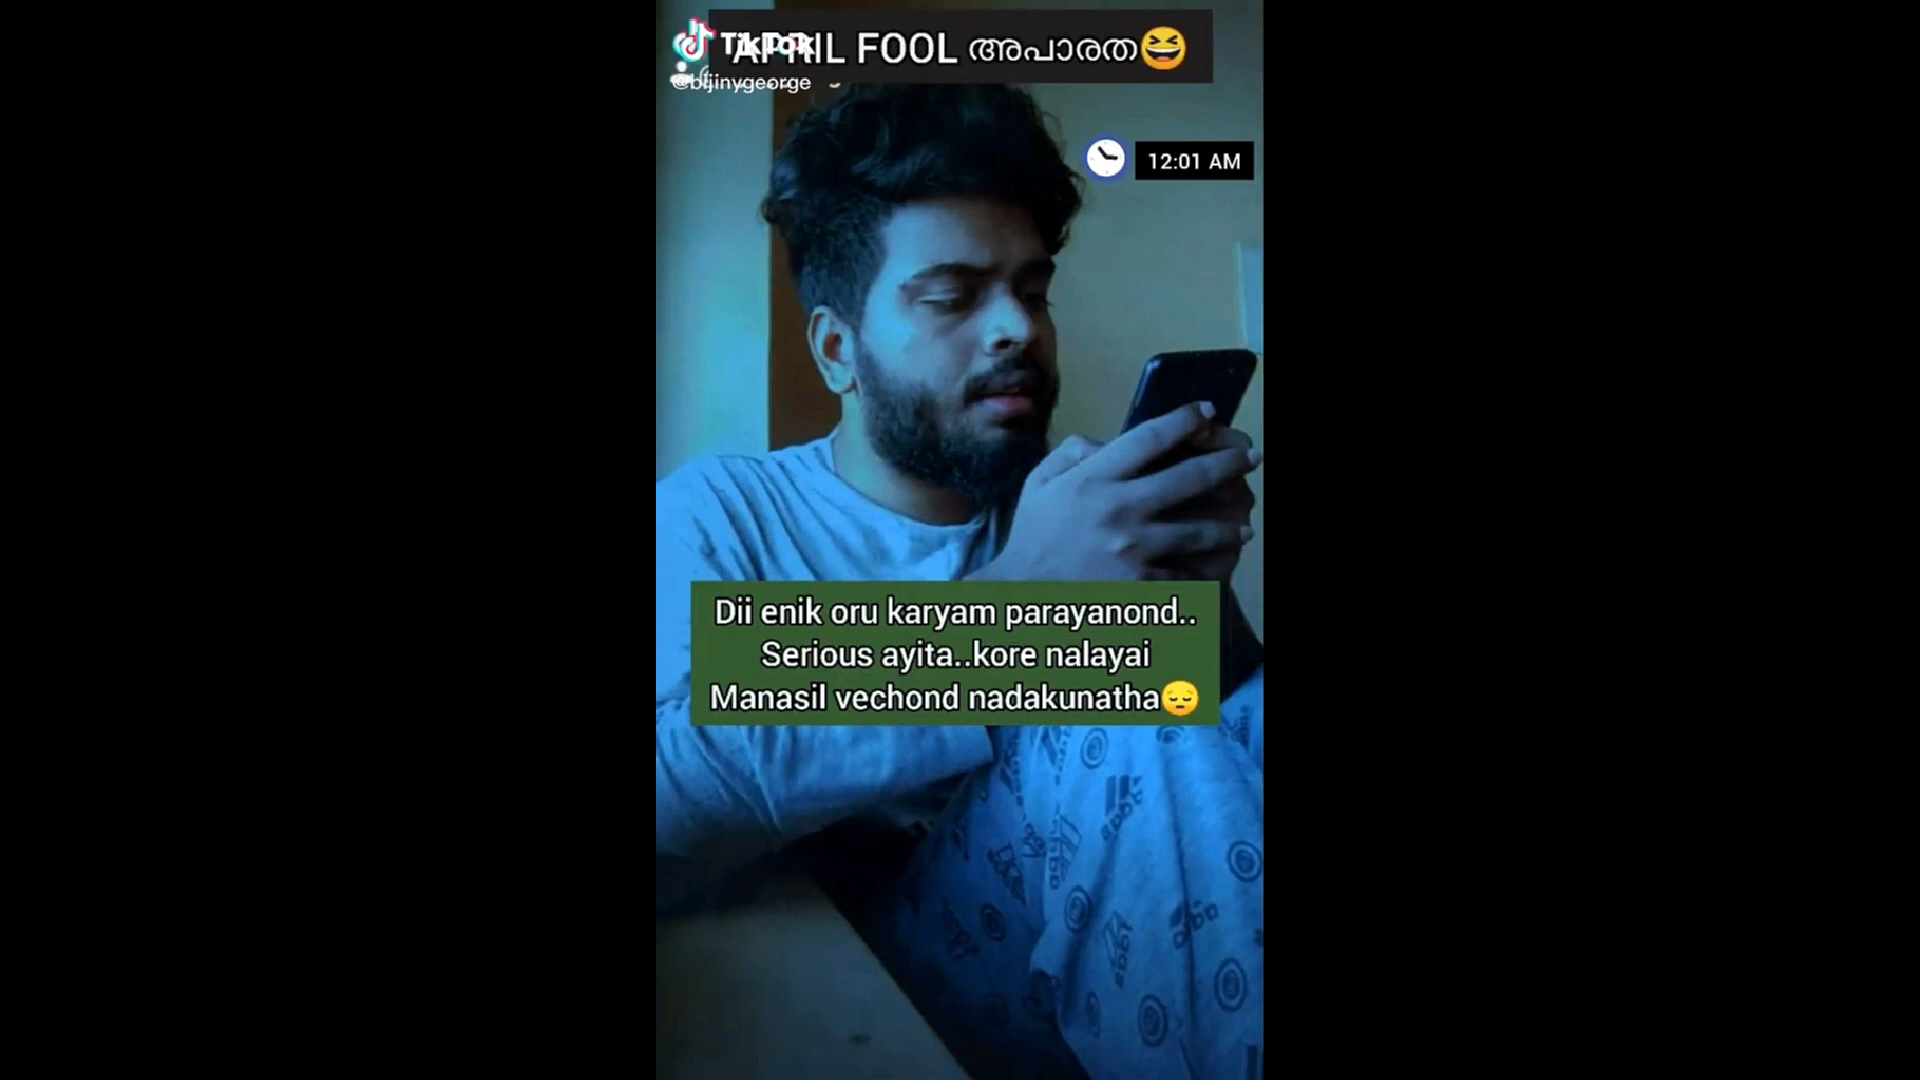 TikTok
APRIL FOOL അപാരത😆
@bijinygeorge
12:01 AM
Dii enik oru karyam parayanond..
Serious ayita..kore nalayai
Manasil vechond nadakunatha😔